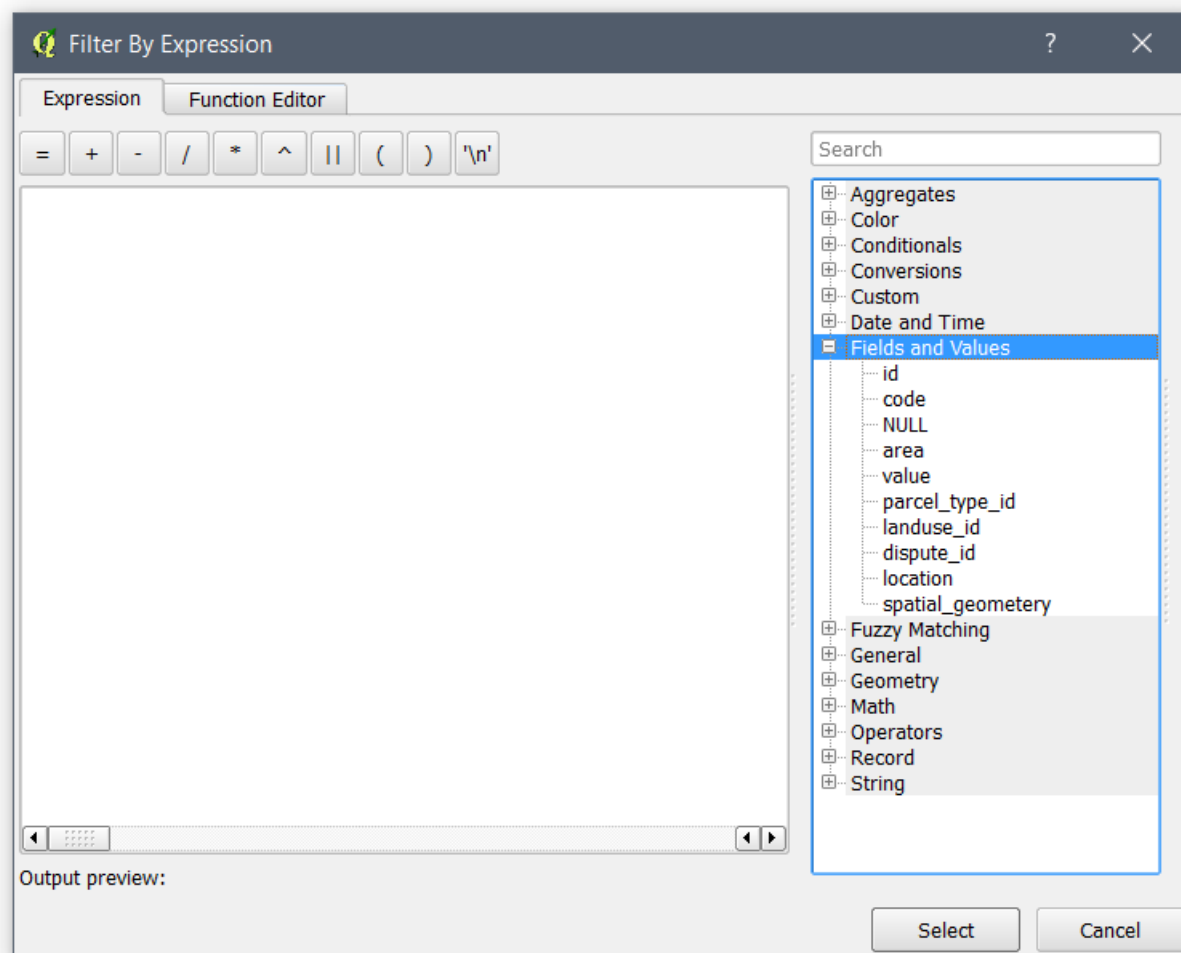 Filter By Expression ?
Expression Function Editor
= + - / * ^ || ( ) '\n'
Search
Aggregates
Color
Conditionals
Conversions
Custom
Date and Time
Fields and Values
id
code
NULL
area
value
parcel_type_id
landuse_id
dispute_id
location
spatial_geometery
Fuzzy Matching
General
Geometry
Math
Operators
Record
String
Output preview:
Select Cancel